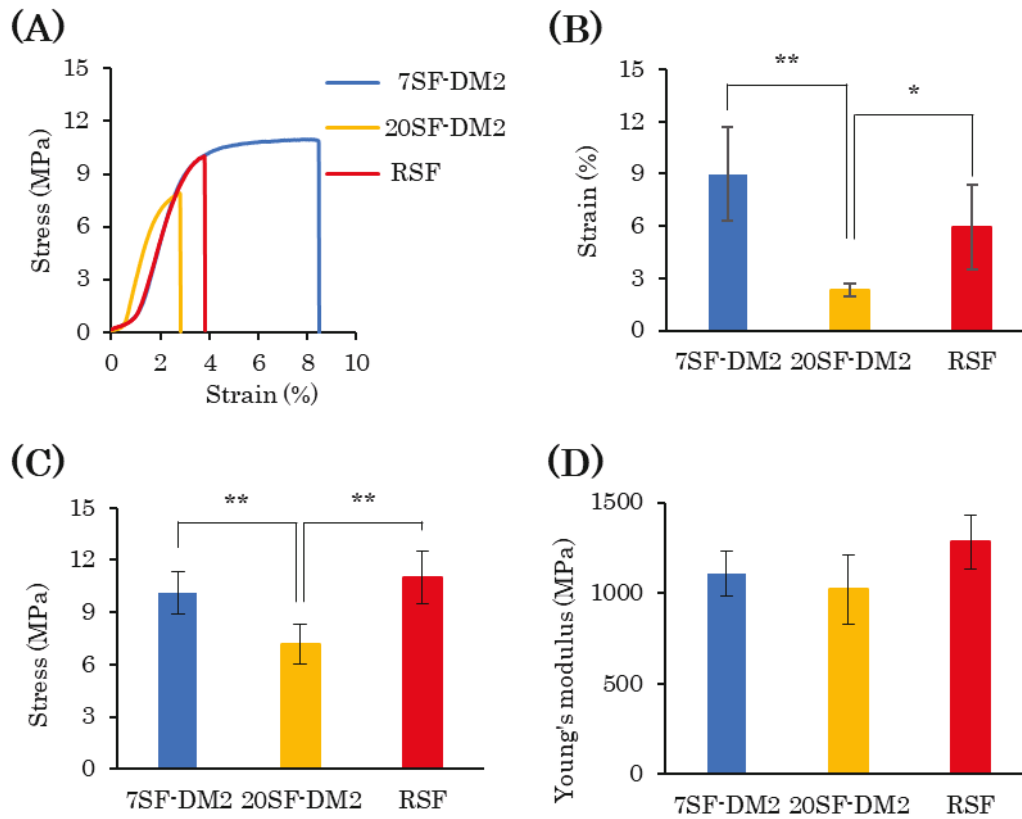 (A)
15
12
9
6
3
0
Stress (MPa)
0 2 4 6 8 10
Strain (%)
7SF-DM2
20SF-DM2
RSF
(B)
15
12
9
6
3
0
Strain (%)
**
*
7SF-DM2 20SF-DM2 RSF
(C)
15
12
9
6
3
0
Stress (MPa)
**
**
7SF-DM2 20SF-DM2 RSF
(D)
1500
1000
500
0
Young's modulus (MPa)
7SF-DM2 20SF-DM2 RSF